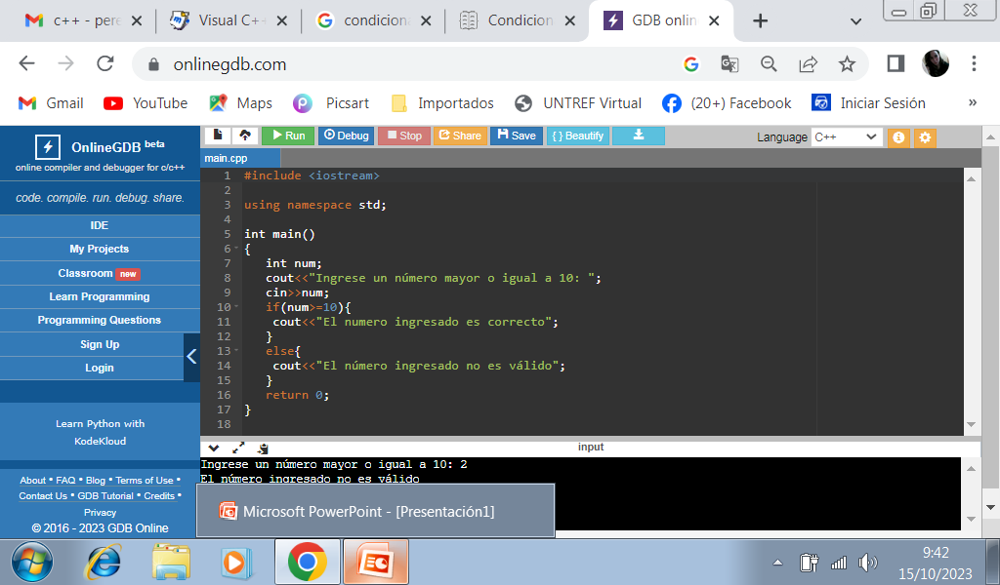 c++ - pere
Visual C++
condiciona
Condicion
GDB onlin
onlinegdb.com
Gmail
YouTube
Maps
Picsart
Importados
UNTREF Virtual
(20+) Facebook
Iniciar Sesión
»
OnlineGDB beta
online compiler and debugger for c/c++
code. compile. run. debug. share.
IDE
My Projects
Classroom new
Learn Programming
Programming Questions
Sign Up
Login
Learn Python with
KodeKloud
About • FAQ • Blog • Terms of Use •
Contact Us • GDB Tutorial • Credits •
Privacy
© 2016 - 2023 GDB Online
Run
Debug
Stop
Share
Save
{ } Beautify
Language C++
main.cpp
1 #include <iostream>
2
3 using namespace std;
4
5 int main()
6 {
7 int num;
8 cout<<"Ingrese un número mayor o igual a 10: ";
9 cin>>num;
10 if(num>=10){
11 cout<<"El numero ingresado es correcto";
12 }
13 else{
14 cout<<"El número ingresado no es válido";
15 }
16 return 0;
17 }
18
input
Ingrese un número mayor o igual a 10: 2
El número ingresado no es válido
Microsoft PowerPoint - [Presentación1]
9:42
15/10/2023